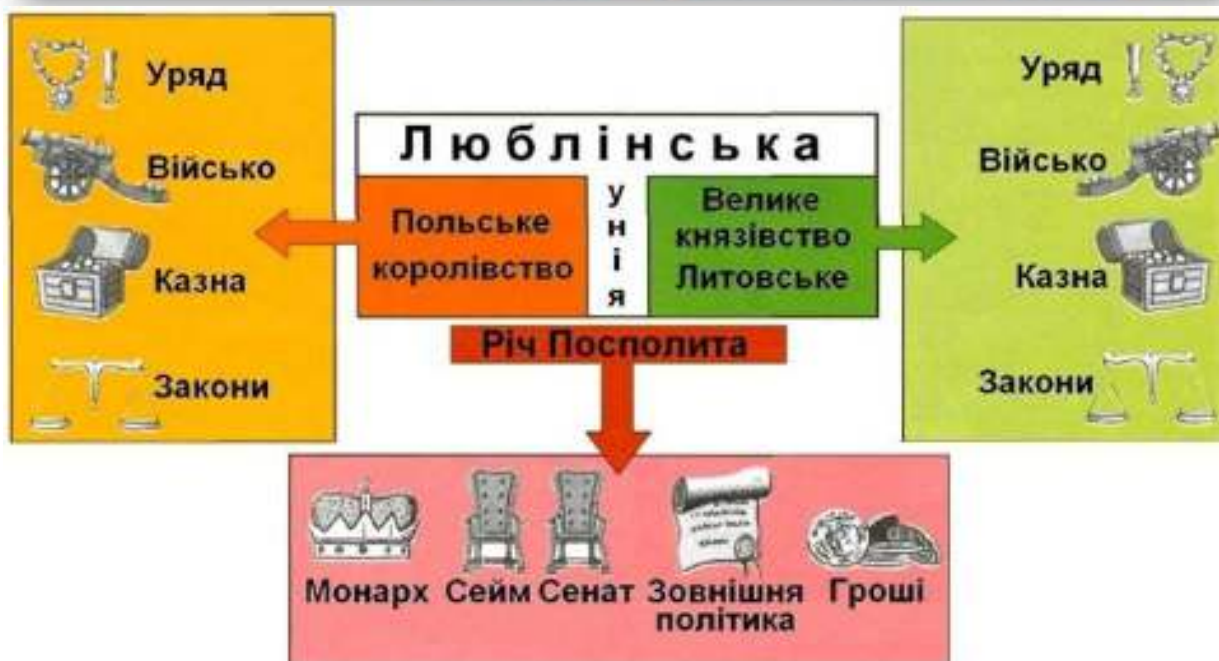 Уряд
Військо
Казна
Закони
Люблінська
унія
Польське
королівство
Велике
князівство
Литовське
Річ Посполита
Уряд
Військо
Казна
Закони
Монарх
Сейм
Сенат
Зовнішня
політика
Гроші